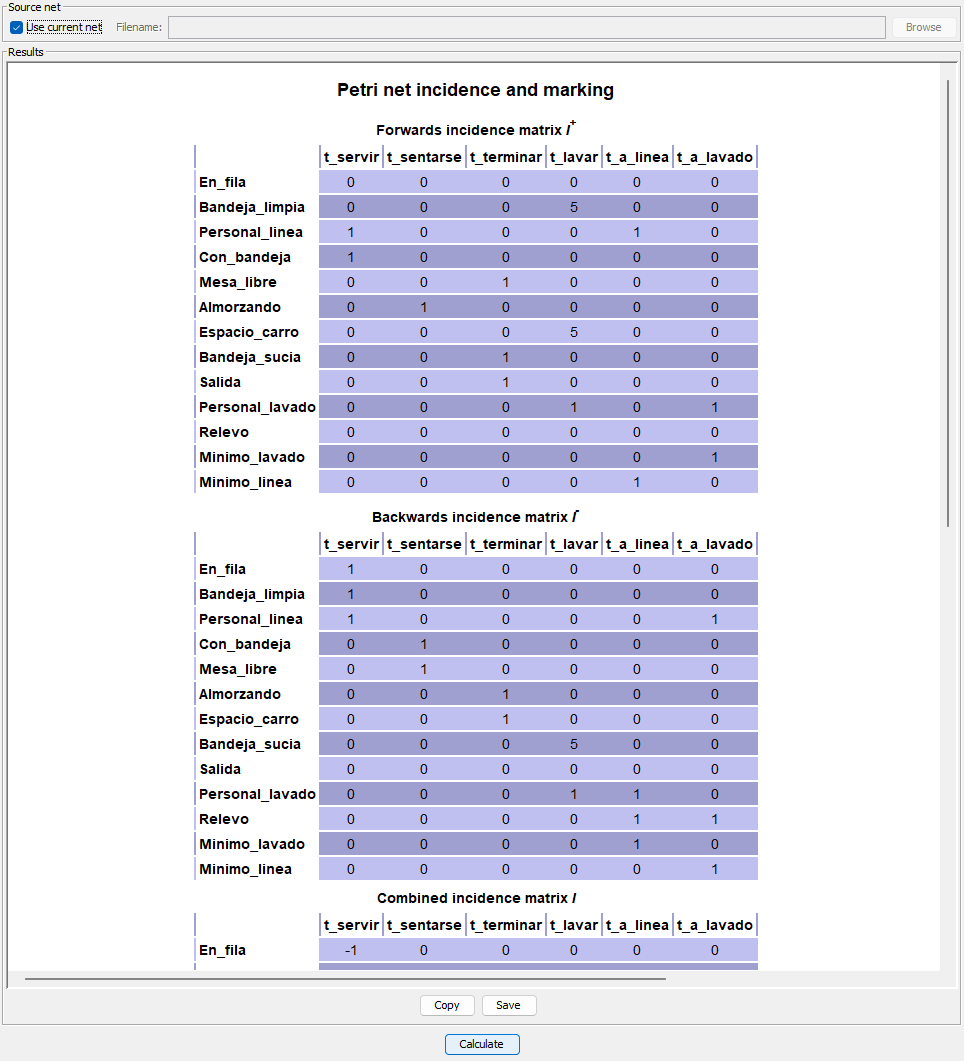 Source net
Use current net Filename: Browse
Results
Petri net incidence and marking
Forwards incidence matrix I+
t_servir t_sentarse t_terminar t_lavar t_a_linea t_a_lavado
En_fila 0 0 0 0 0 0
Bandeja_limpia 0 0 0 5 0 0
Personal_linea 1 0 0 0 1 0
Con_bandeja 1 0 0 0 0 0
Mesa_libre 0 0 1 0 0 0
Almorzando 0 1 0 0 0 0
Espacio_carro 0 0 0 5 0 0
Bandeja_sucia 0 0 1 0 0 0
Salida 0 0 1 0 0 0
Personal_lavado 0 0 0 1 0 1
Relevo 0 0 0 0 0 0
Minimo_lavado 0 0 0 0 0 1
Minimo_linea 0 0 0 0 1 0
Backwards incidence matrix I-
t_servir t_sentarse t_terminar t_lavar t_a_linea t_a_lavado
En_fila 1 0 0 0 0 0
Bandeja_limpia 1 0 0 0 0 0
Personal_linea 1 0 0 0 0 1
Con_bandeja 0 1 0 0 0 0
Mesa_libre 0 1 0 0 0 0
Almorzando 0 0 1 0 0 0
Espacio_carro 0 0 1 0 0 0
Bandeja_sucia 0 0 0 5 0 0
Salida 0 0 0 0 0 0
Personal_lavado 0 0 0 1 1 0
Relevo 0 0 0 0 1 1
Minimo_lavado 0 0 0 0 1 0
Minimo_linea 0 0 0 0 0 1
Combined incidence matrix I
t_servir t_sentarse t_terminar t_lavar t_a_linea t_a_lavado
En_fila -1 0 0 0 0 0
Copy Save
Calculate